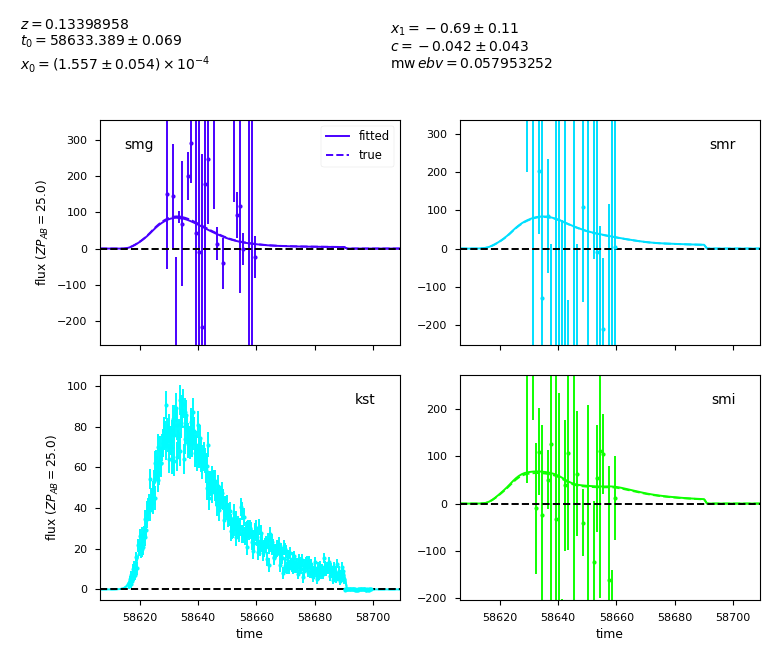 z = 0.13398958
t₀ = 58633.389 ± 0.069
x₀ = (1.557 ± 0.054) × 10⁻⁴
x₁ = −0.69 ± 0.11
c = −0.042 ± 0.043
mw ebv = 0.057953252
smg
fitted
true
300
200
100
0
−100
−200
flux (ZP_AB = 25.0)
smr
300
200
100
0
−100
−200
kst
100
80
60
40
20
0
flux (ZP_AB = 25.0)
58620 58640 58660 58680 58700
time
smi
200
100
0
−100
−200
58620 58640 58660 58680 58700
time